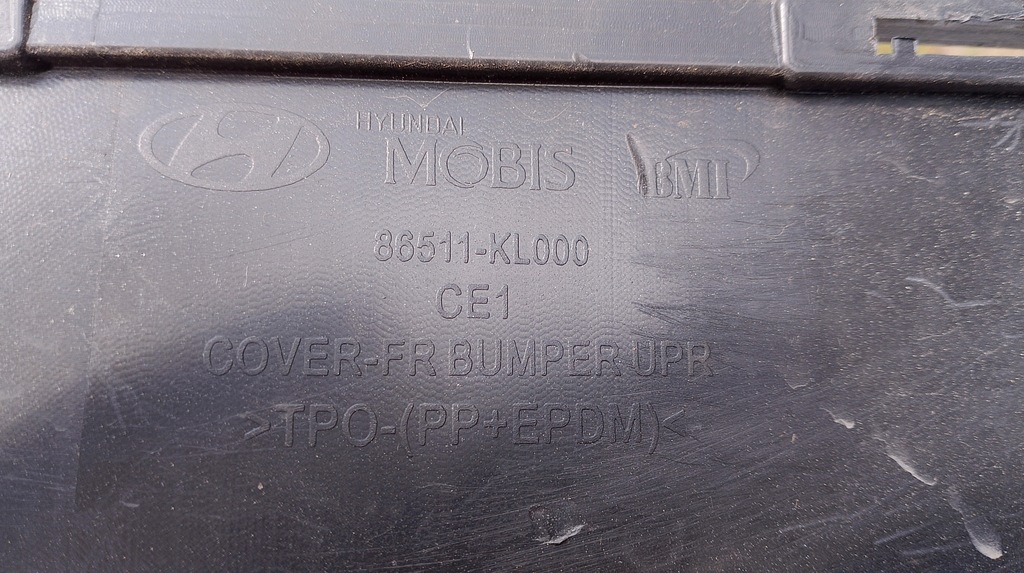 HYUNDAI
MOBIS
BMI
86511-KL000
CE1
COVER-FR BUMPER UPR
>TPO-(PP+EPDM)<